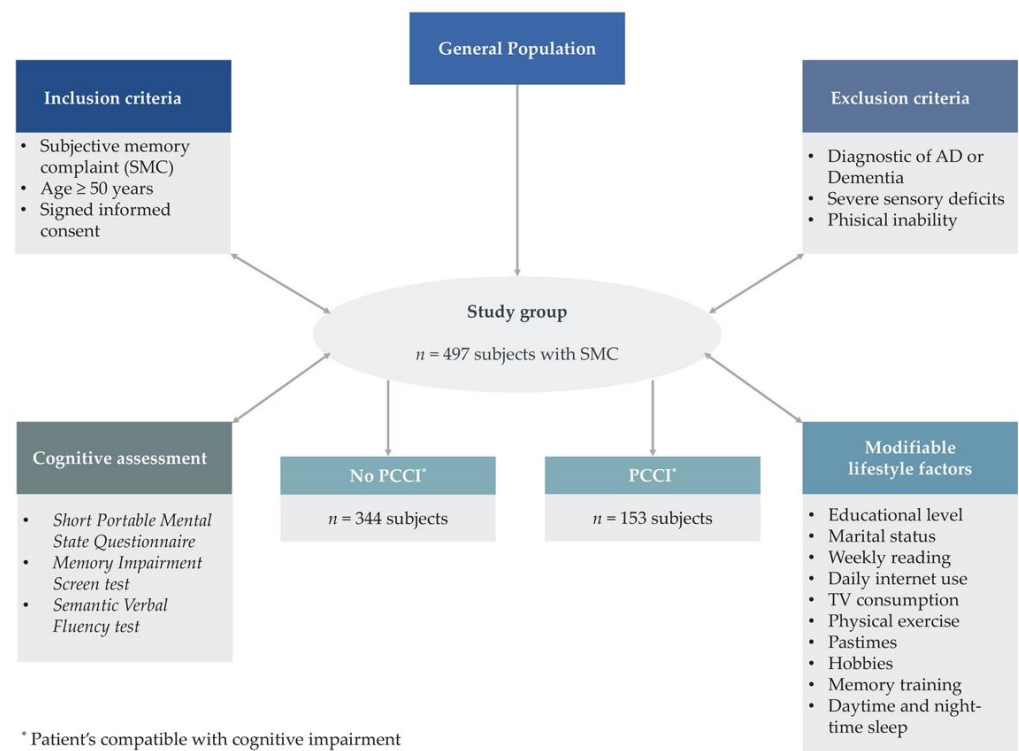 General Population
Inclusion criteria
• Subjective memory
complaint (SMC)
• Age ≥ 50 years
• Signed informed
consent
Exclusion criteria
• Diagnostic of AD or
Dementia
• Severe sensory deficits
• Phisical inability
Study group
n = 497 subjects with SMC
Cognitive assessment
• Short Portable Mental
State Questionnaire
• Memory Impairment
Screen test
• Semantic Verbal
Fluency test
No PCCI*
n = 344 subjects
PCCI*
n = 153 subjects
Modifiable
lifestyle factors
• Educational level
• Marital status
• Weekly reading
• Daily internet use
• TV consumption
• Physical exercise
• Pastimes
• Hobbies
• Memory training
• Daytime and night-
time sleep
* Patient's compatible with cognitive impairment